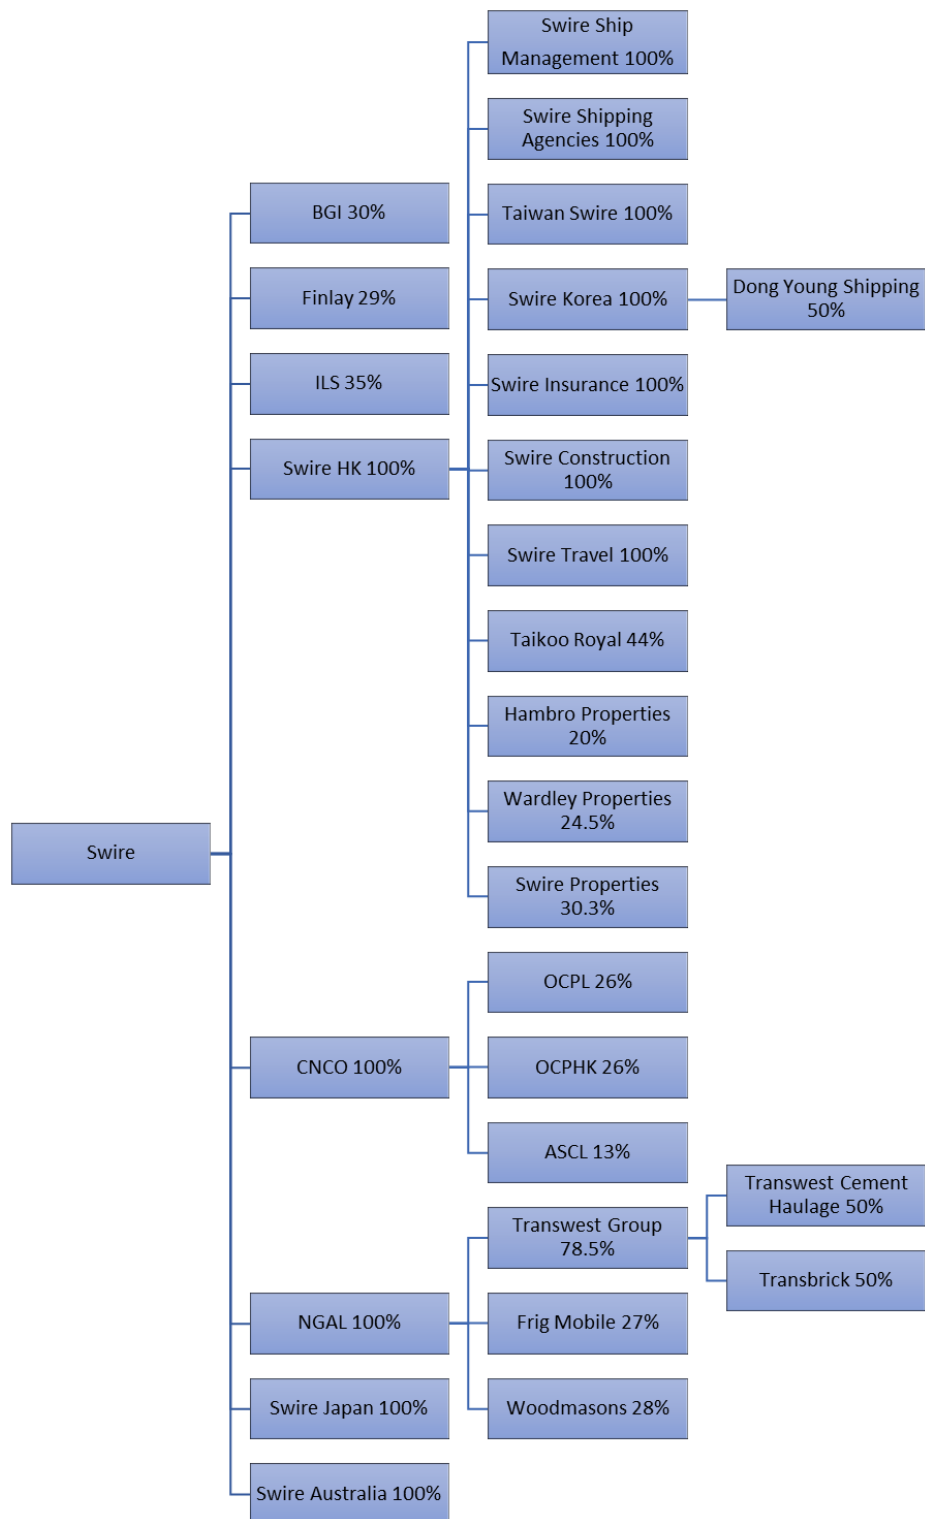 Swire
BGI 30%
Finlay 29%
ILS 35%
Swire HK 100%
Swire Ship
Management 100%
Swire Shipping
Agencies 100%
Taiwan Swire 100%
Swire Korea 100%
Dong Young Shipping
50%
Swire Insurance 100%
Swire Construction
100%
Swire Travel 100%
Taikoo Royal 44%
Hambro Properties
20%
Wardley Properties
24.5%
Swire Properties
30.3%
CNCO 100%
OCPL 26%
OCPHK 26%
ASCL 13%
NGAL 100%
Transwest Group
78.5%
Transwest Cement
Haulage 50%
Transbrick 50%
Frig Mobile 27%
Woodmasons 28%
Swire Japan 100%
Swire Australia 100%